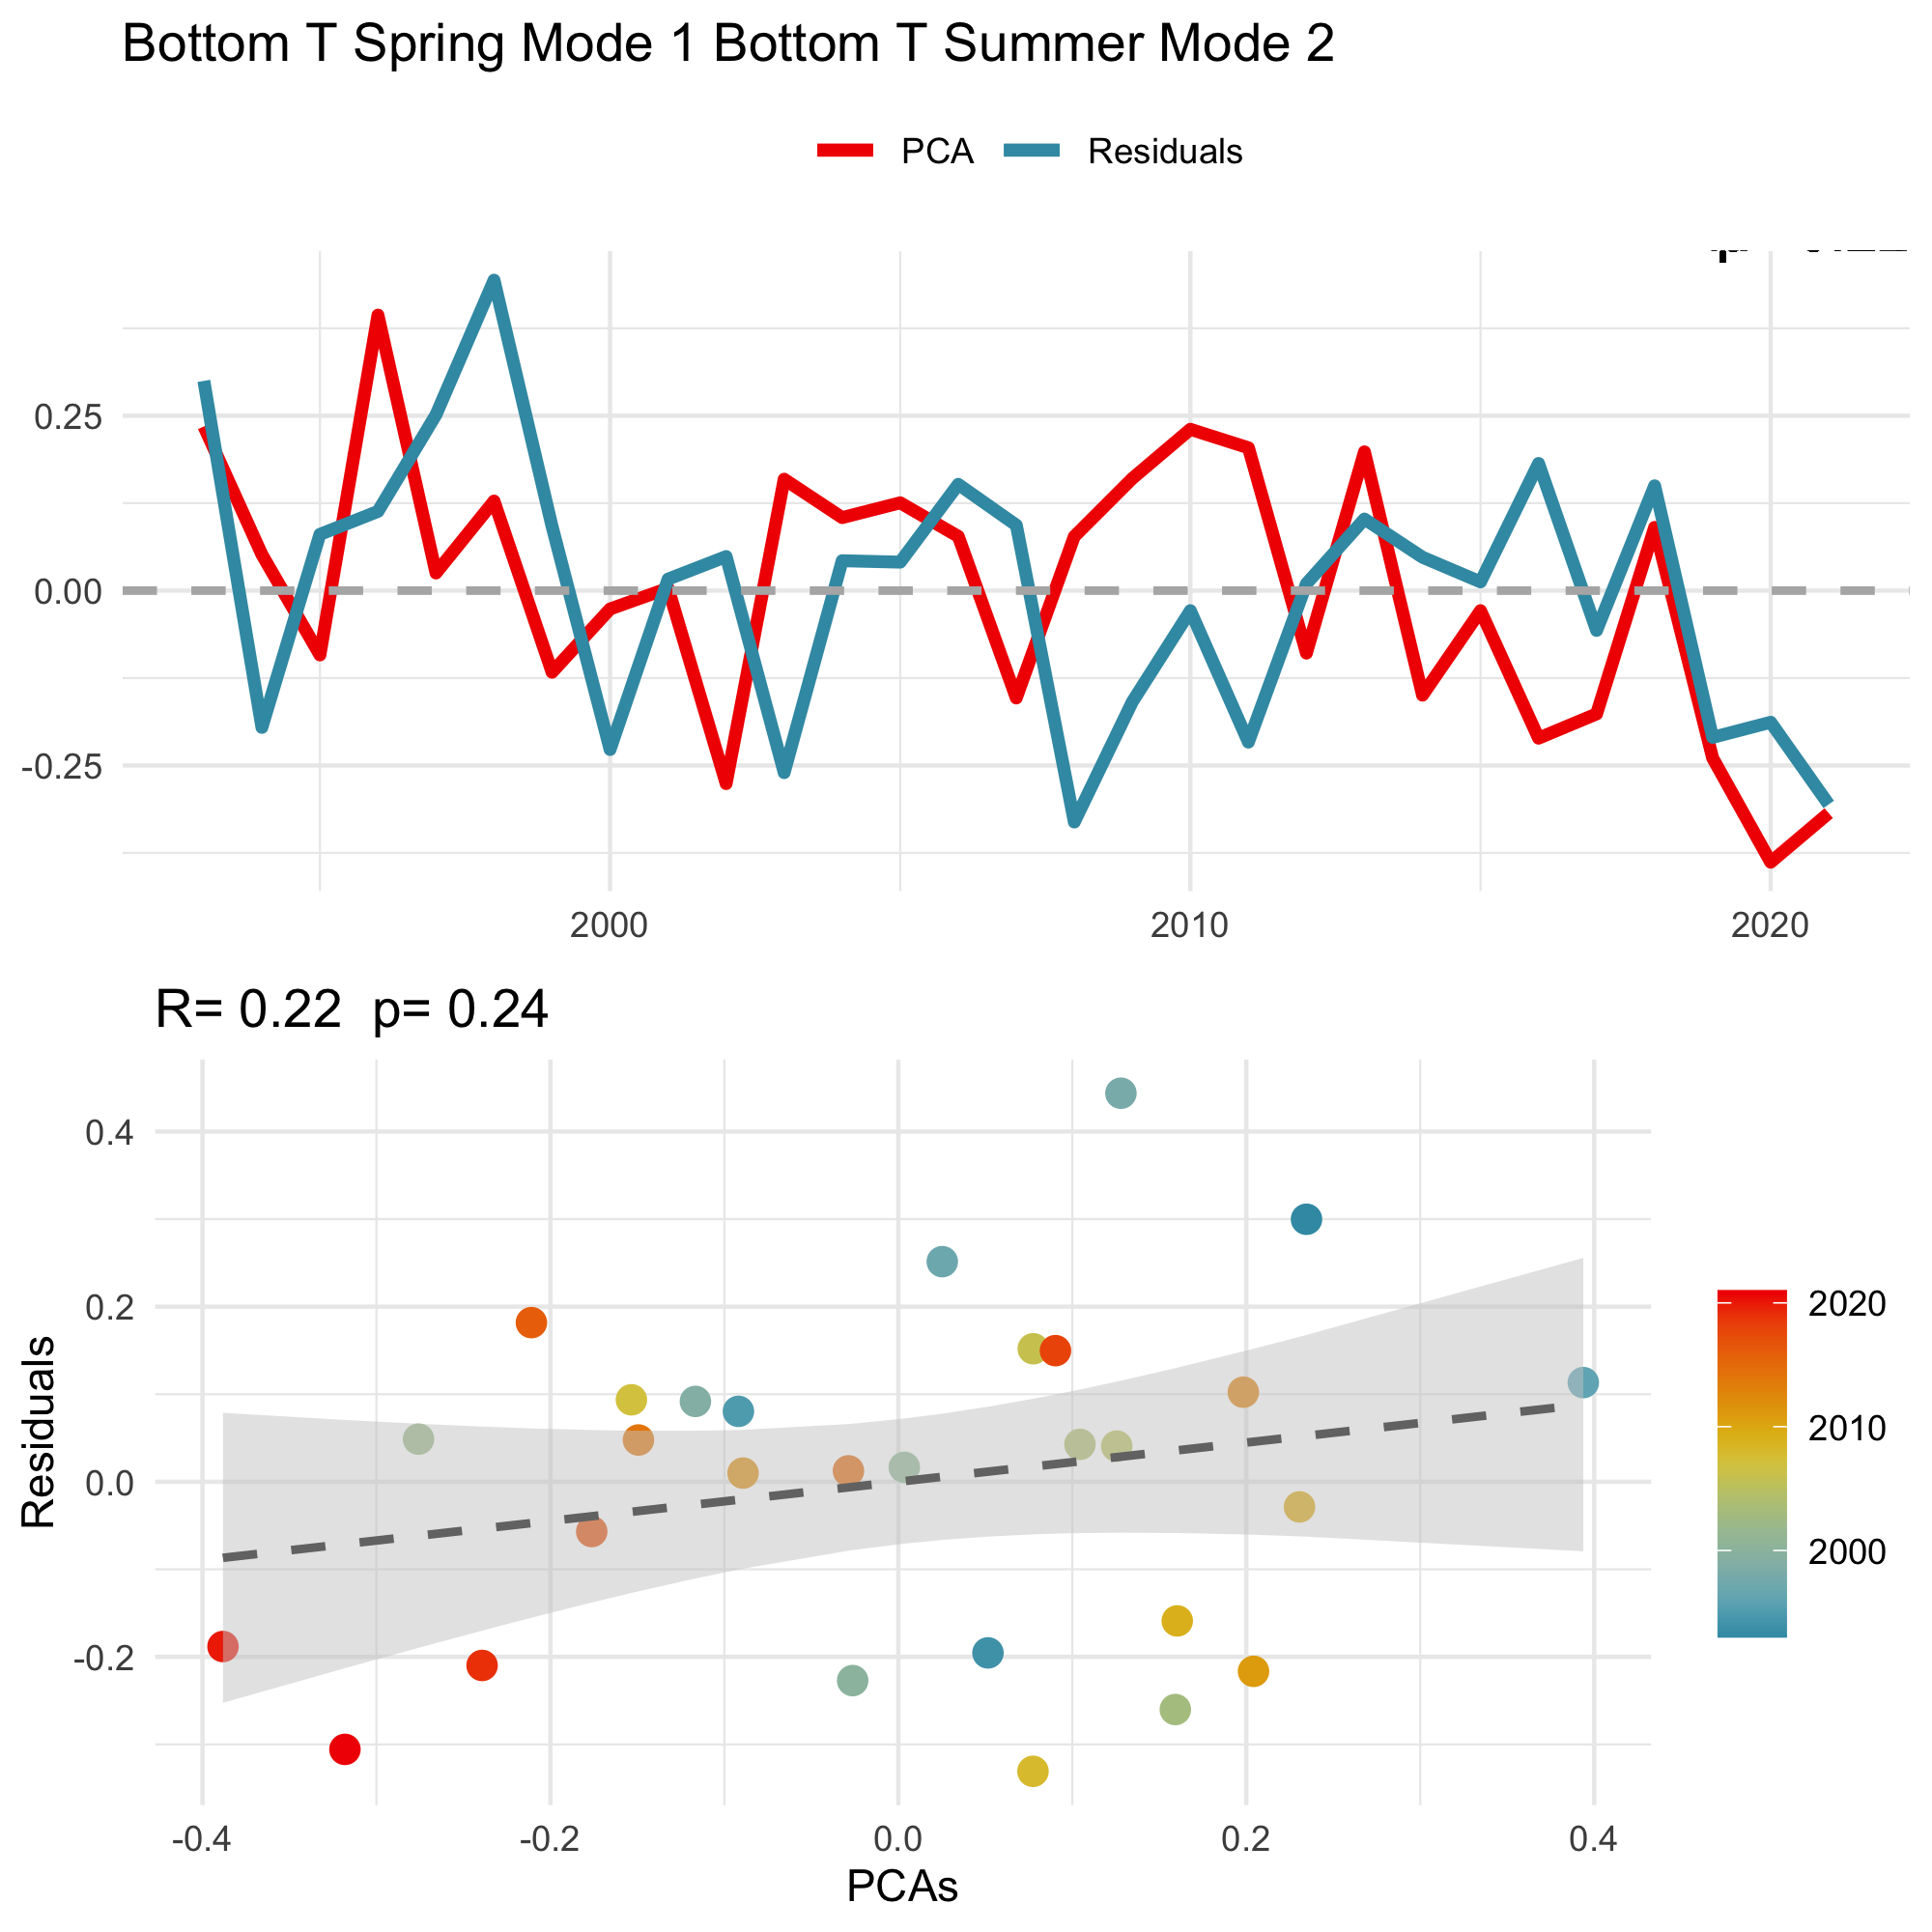 Bottom T Spring Mode 1 Bottom T Summer Mode 2
PCA Residuals
0.25
0.00
-0.25
2000 2010 2020
R= 0.22 p= 0.24
Residuals
0.4
0.2
0.0
-0.2
-0.4 -0.2 0.0 0.2 0.4
PCAs
2020
2010
2000